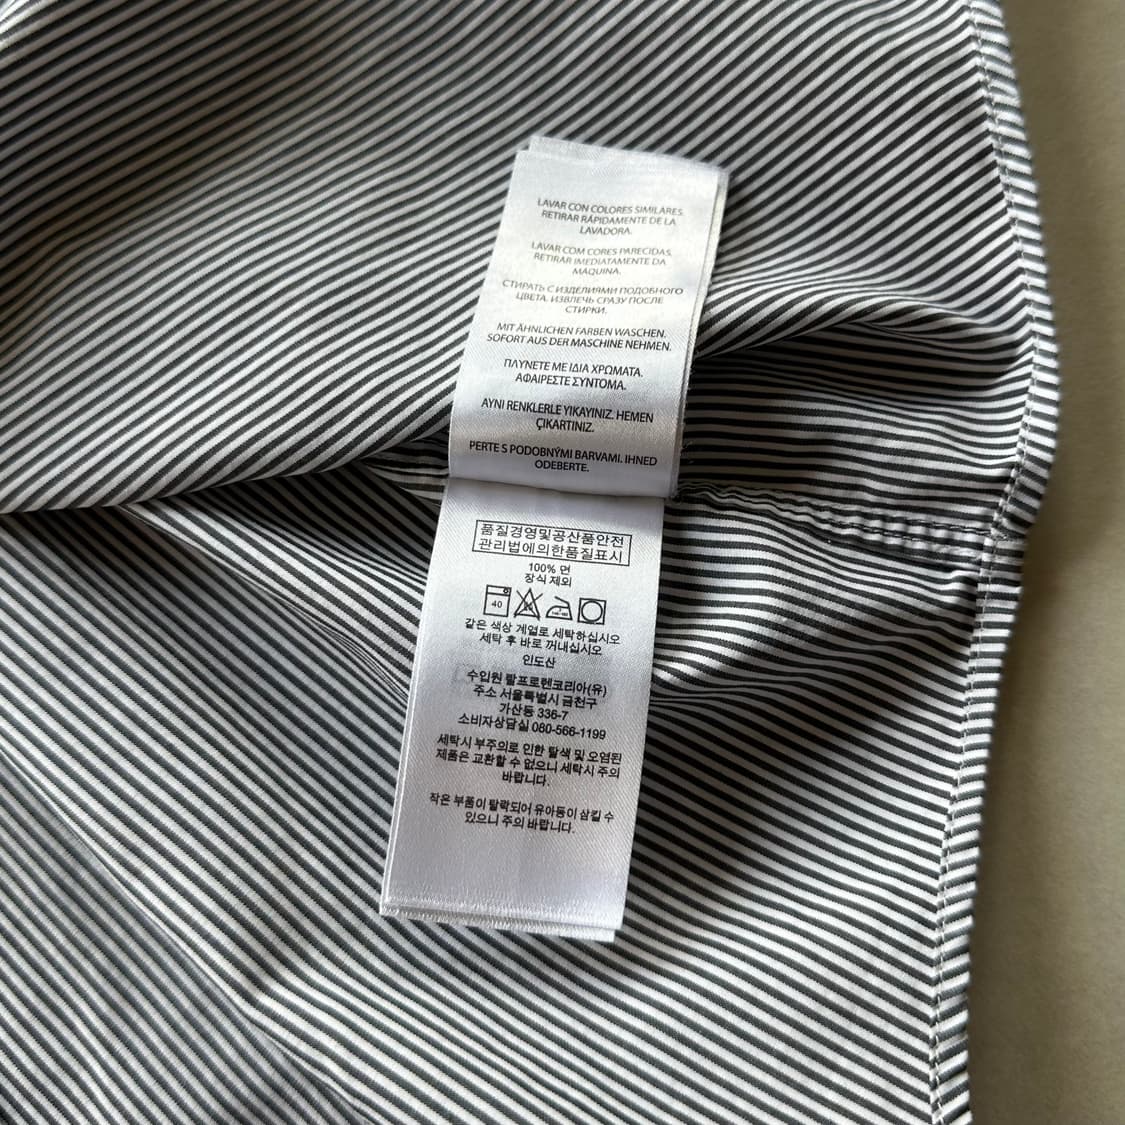 LAVAR CON COLORES SIMILARES.
RETIRAR RÁPIDAMENTE DE LA
LAVADORA.
LAVAR COM CORES PARECIDAS.
RETIRAR IMEDIATAMENTE DA
MAQUINA.
СТИРАТЬ С ИЗДЕЛИЯМИ ПОДОБНОГО
ЦВЕТА. ИЗВЛЕЧЬ СРАЗУ ПОСЛЕ
СТИРКИ.
MIT ÄHNLICHEN FARBEN WASCHEN.
SOFORT AUS DER MASCHINE NEHMEN.
ΠΛΥΝΕΤΕ ΜΕ ΙΔΙΑ ΧΡΩΜΑΤΑ.
ΑΦΑΙΡΕΣΤΕ ΣΥΝΤΟΜΑ.
AYNI RENKLERLE YIKAYINIZ. HEMEN
ÇIKARTINIZ.
PERTE S PODOBNÝMI BARVAMI. IHNED
ODEBERTE.
품질경영및공산품안전
관리법에의한품질표시
100% 면
장식 제외
40
같은 색상 계열로 세탁하십시오
세탁 후 바로 꺼내십시오
인도산
수입원 랄프로렌코리아(유)
주소 서울특별시 금천구
가산동 336-7
소비자상담실 080-566-1199
세탁시 부주의로 인한 탈색 및 오염된
제품은 교환할 수 없으니 세탁시 주의
바랍니다.
작은 부품이 탈락되어 유아동이 삼킬 수
있으니 주의 바랍니다.